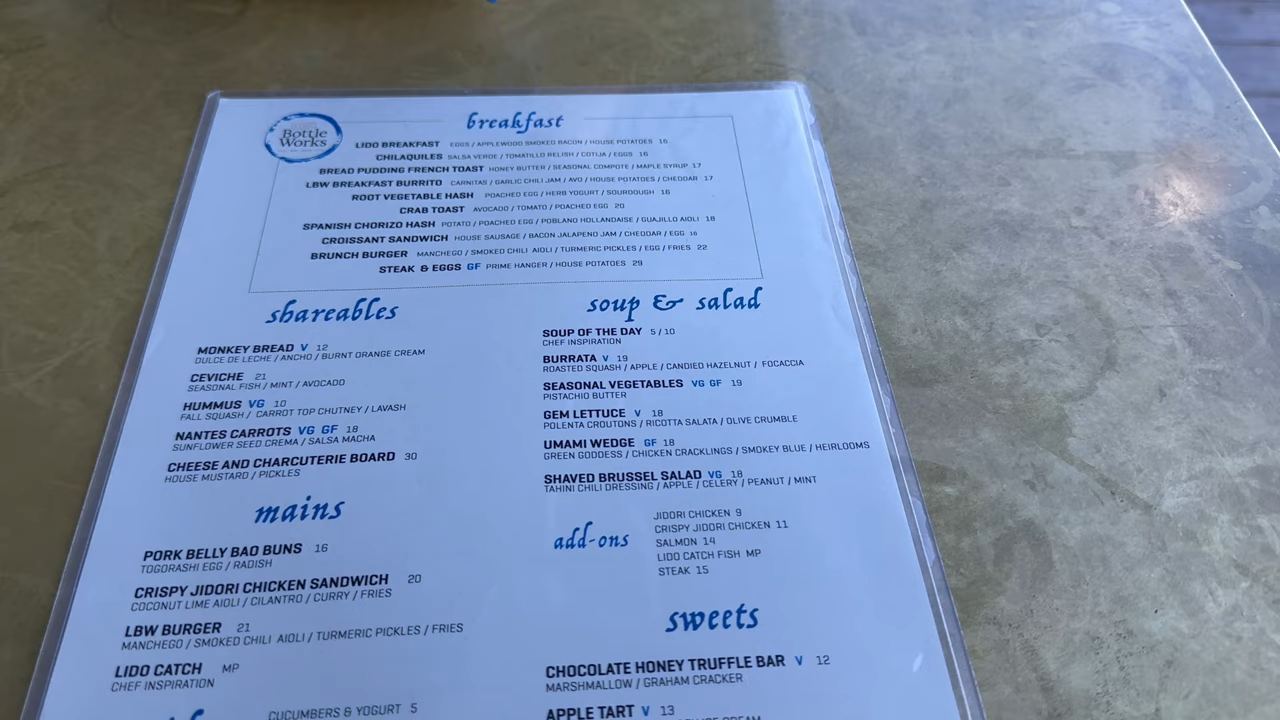 Bottle
Works
breakfast
LIDO BREAKFAST EGGS / APPLEWOOD SMOKED BACON / HOUSE POTATOES 16
CHILAQUILES SALSA VERDE / TOMATILLO RELISH / COTIJA / EGGS 16
BREAD PUDDING FRENCH TOAST HONEY BUTTER / SEASONAL COMPOTE / MAPLE SYRUP 17
LBW BREAKFAST BURRITO CARNITAS / GARLIC CHILI JAM / AVO / HOUSE POTATOES / CHEDDAR 17
ROOT VEGETABLE HASH POACHED EGG / HERB YOGURT / SOURDOUGH 16
CRAB TOAST AVOCADO / TOMATO / POACHED EGG 20
SPANISH CHORIZO HASH POTATO / POACHED EGG / POBLANO HOLLANDAISE / GUAJILLO AIOLI 18
CROISSANT SANDWICH HOUSE SAUSAGE / BACON JALAPENO JAM / CHEDDAR / EGG 16
BRUNCH BURGER MANCHEGO / SMOKED CHILI AIOLI / TURMERIC PICKLES / EGG / FRIES 22
STEAK & EGGS GF PRIME HANGER / HOUSE POTATOES 29
shareables
MONKEY BREAD V 12
DULCE DE LECHE / ANCHO / BURNT ORANGE CREAM
CEVICHE 21
SEASONAL FISH / MINT / AVOCADO
HUMMUS VG 10
FALL SQUASH / CARROT TOP CHUTNEY / LAVASH
NANTES CARROTS VG GF 18
SUNFLOWER SEED CREMA / SALSA MACHA
CHEESE AND CHARCUTERIE BOARD 30
HOUSE MUSTARD / PICKLES
mains
PORK BELLY BAO BUNS 16
TOGORASHI EGG / RADISH
CRISPY JIDORI CHICKEN SANDWICH 20
COCONUT LIME AIOLI / CILANTRO / CURRY / FRIES
LBW BURGER 21
MANCHEGO / SMOKED CHILI AIOLI / TURMERIC PICKLES / FRIES
LIDO CATCH MP
CHEF INSPIRATION
CUCUMBERS & YOGURT 5
soup & salad
SOUP OF THE DAY 5 / 10
CHEF INSPIRATION
BURRATA V 19
ROASTED SQUASH / APPLE / CANDIED HAZELNUT / FOCACCIA
SEASONAL VEGETABLES VG GF 19
PISTACHIO BUTTER
GEM LETTUCE V 18
POLENTA CROUTONS / RICOTTA SALATA / OLIVE CRUMBLE
UMAMI WEDGE GF 18
GREEN GODDESS / CHICKEN CRACKLINGS / SMOKEY BLUE / HEIRLOOMS
SHAVED BRUSSEL SALAD VG 18
TAHINI CHILI DRESSING / APPLE / CELERY / PEANUT / MINT
add-ons
JIDORI CHICKEN 9
CRISPY JIDORI CHICKEN 11
SALMON 14
LIDO CATCH FISH MP
STEAK 15
sweets
CHOCOLATE HONEY TRUFFLE BAR V 12
MARSHMALLOW / GRAHAM CRACKER
APPLE TART V 13